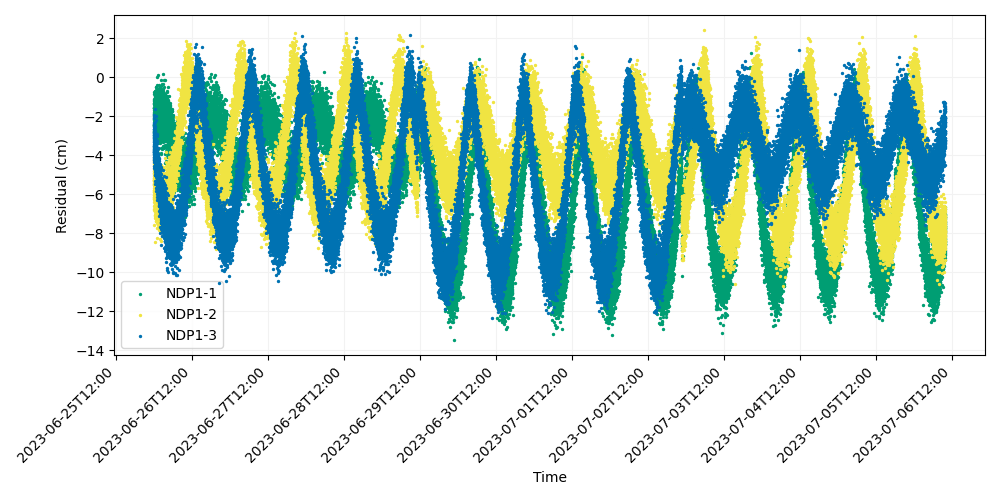 2
0
−2
−4
−6
−8
−10
−12
−14
Residual (cm)
NDP1-1
NDP1-2
NDP1-3
2023-06-25T12:00
2023-06-26T12:00
2023-06-27T12:00
2023-06-28T12:00
2023-06-29T12:00
2023-06-30T12:00
2023-07-01T12:00
2023-07-02T12:00
2023-07-03T12:00
2023-07-04T12:00
2023-07-05T12:00
2023-07-06T12:00
Time